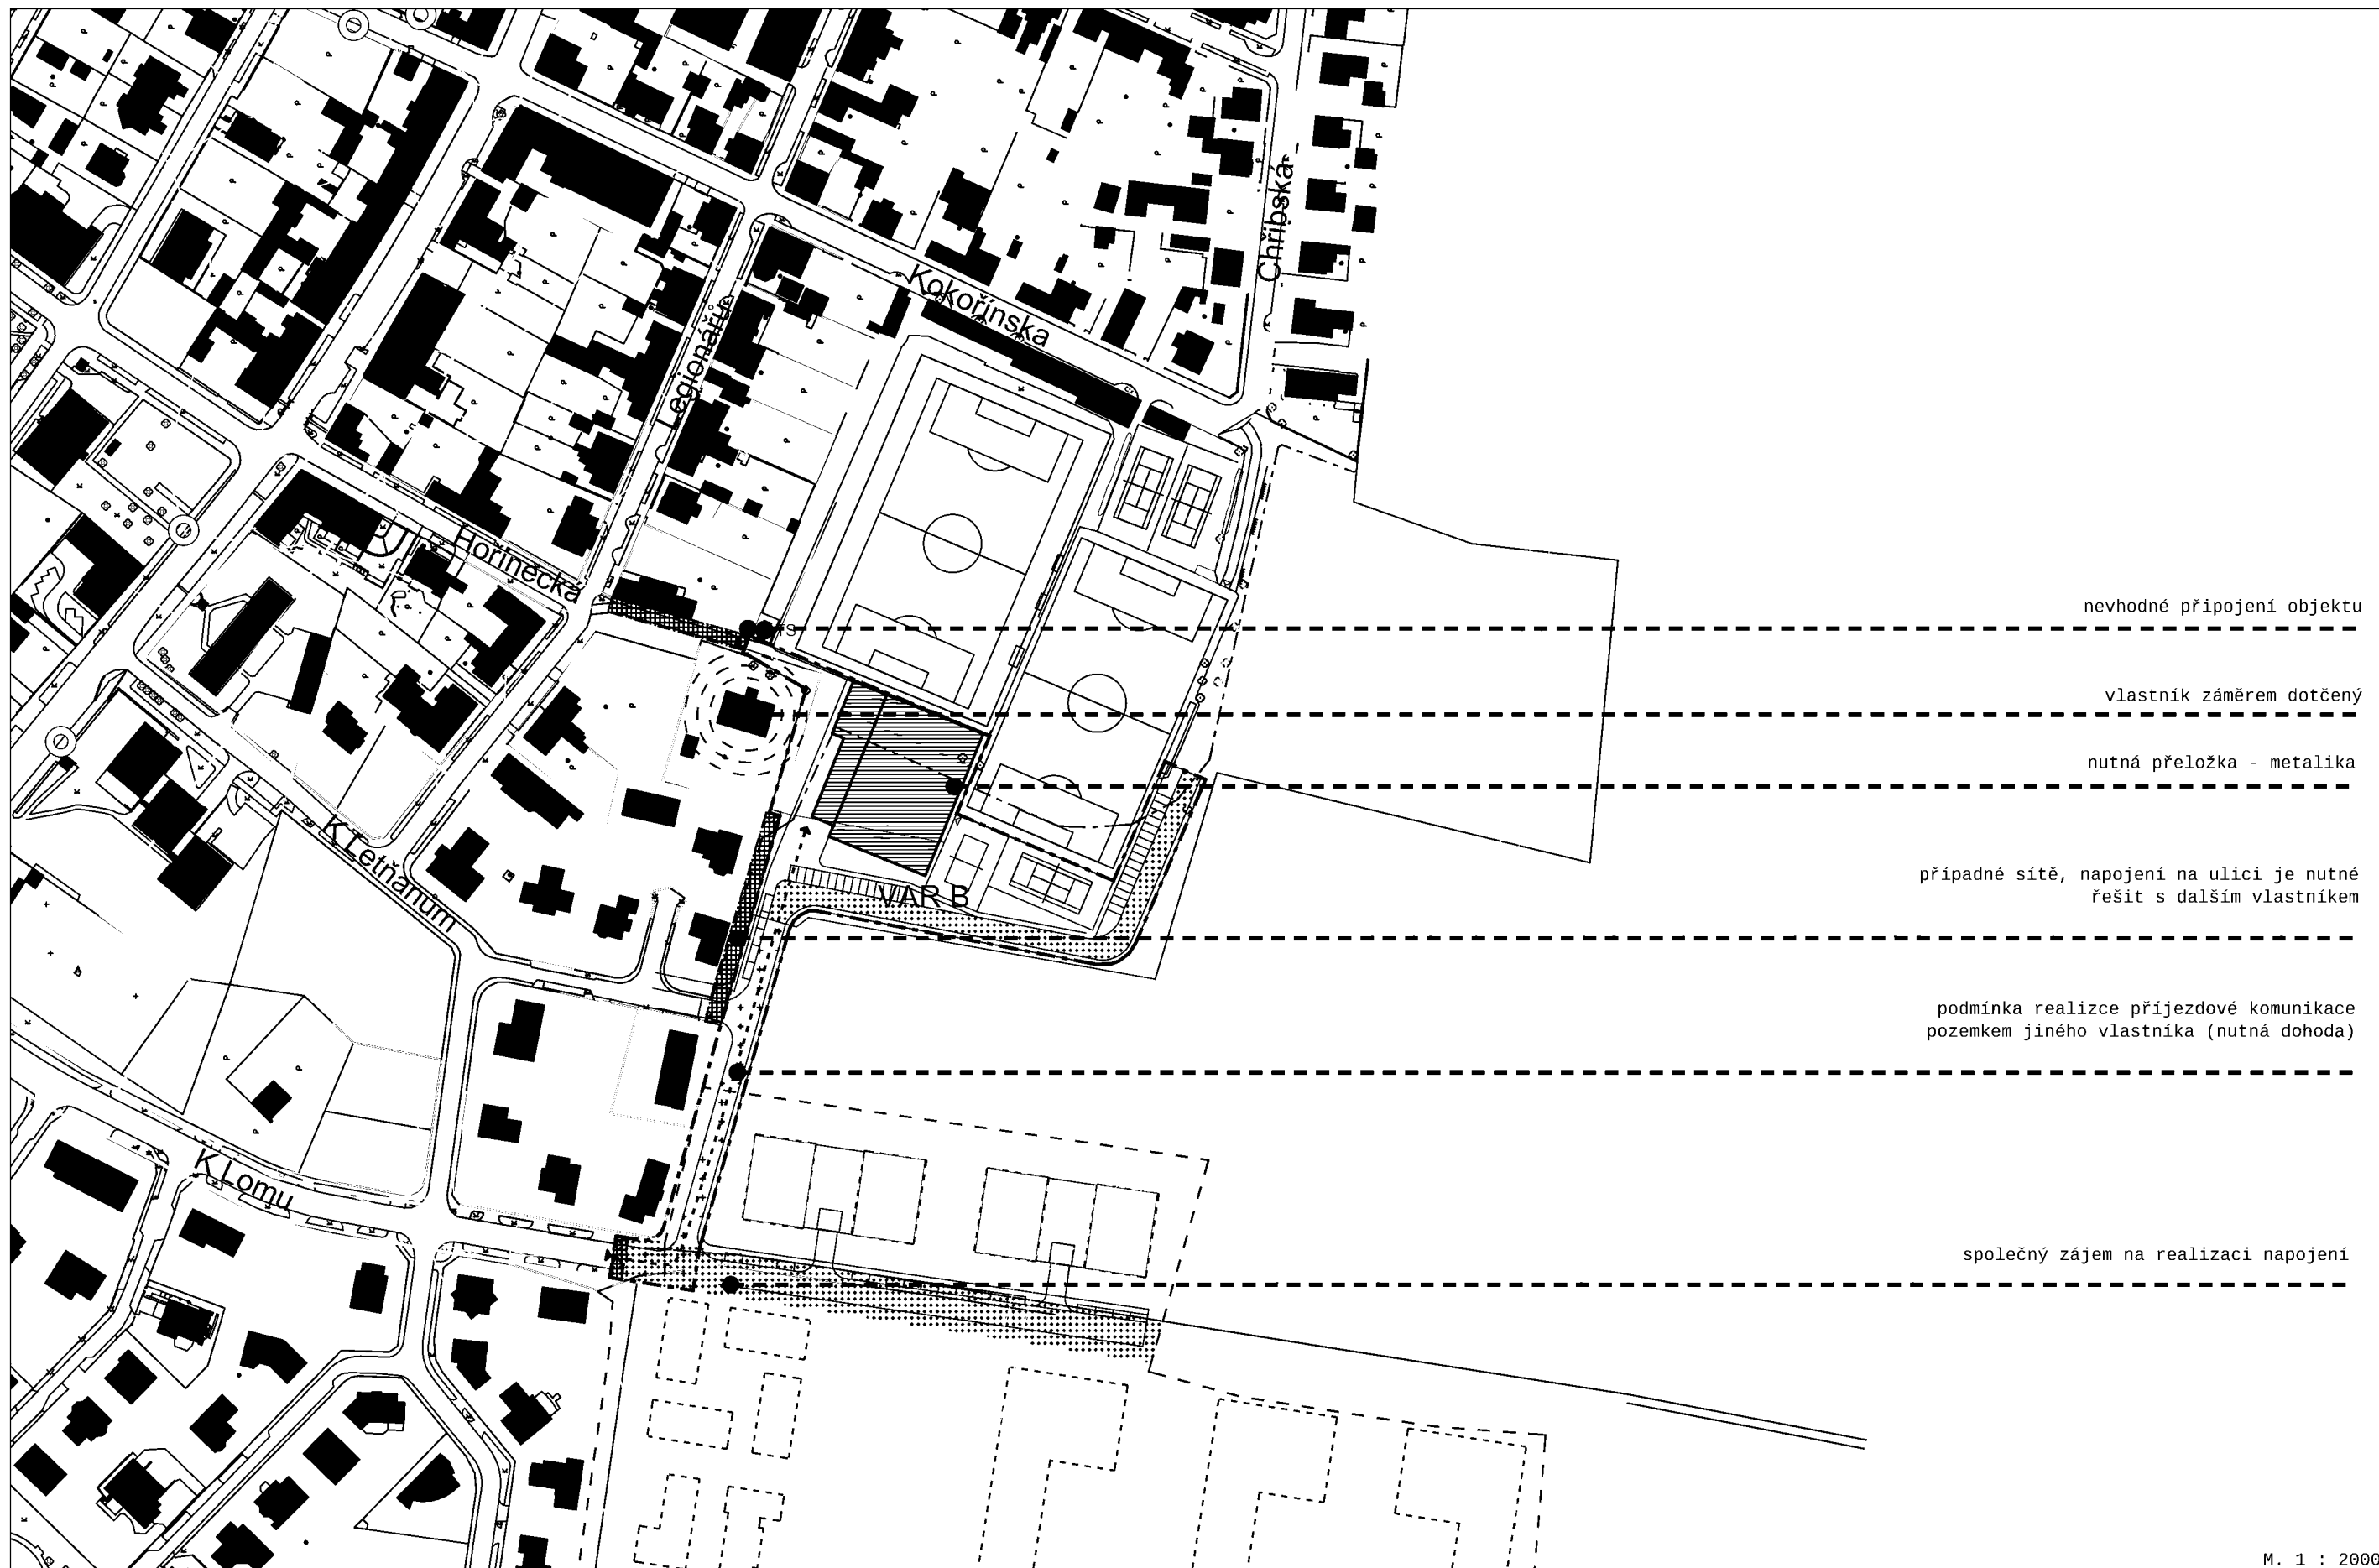 Chřibská
Kokořínska
Legionářů
nevhodné připojení objektu
Hořínecká
TS
vlastník záměrem dotčený
nutná přeložka - metalika
K Letňanům
případné sítě, napojení na ulici je nutné
řešit s dalším vlastníkem
VAR B
podmínka realizce příjezdové komunikace
pozemkem jiného vlastníka (nutná dohoda)
K Lomu
společný zájem na realizaci napojení
M. 1 : 2000